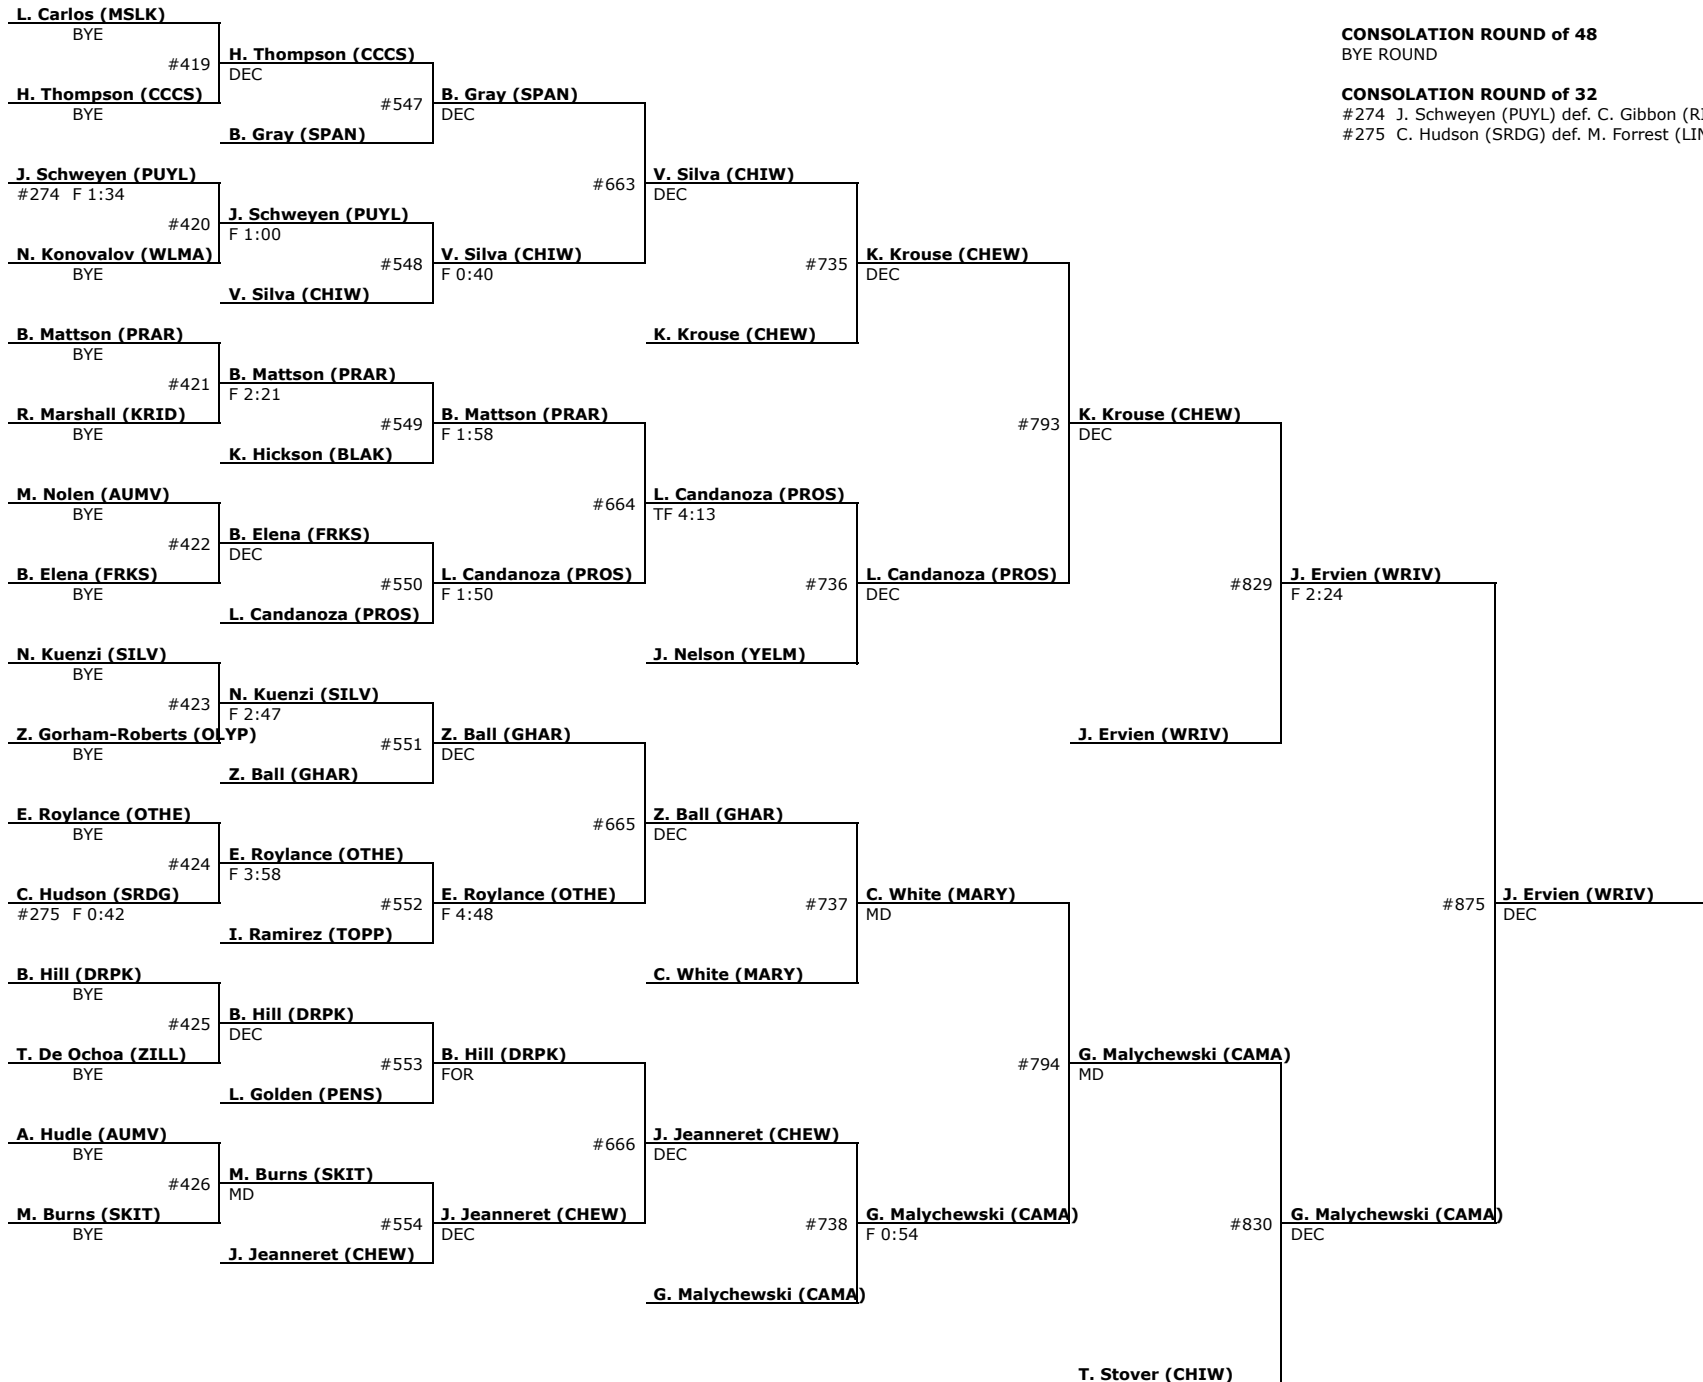 L. Carlos (MSLK)
BYE
#419
H. Thompson (CCCS)
DEC
H. Thompson (CCCS)
BYE
#547
B. Gray (SPAN)
DEC
B. Gray (SPAN)
J. Schweyen (PUYL)
#274 F 1:34
#663
V. Silva (CHIW)
DEC
#420
J. Schweyen (PUYL)
F 1:00
N. Konovalov (WLMA)
BYE
#548
V. Silva (CHIW)
F 0:40
V. Silva (CHIW)
#735
K. Krouse (CHEW)
DEC
B. Mattson (PRAR)
BYE
K. Krouse (CHEW)
#421
B. Mattson (PRAR)
F 2:21
R. Marshall (KRID)
BYE
#549
B. Mattson (PRAR)
F 1:58
K. Hickson (BLAK)
#793
K. Krouse (CHEW)
DEC
M. Nolen (AUMV)
BYE
#664
L. Candanoza (PROS)
TF 4:13
#422
B. Elena (FRKS)
DEC
B. Elena (FRKS)
BYE
#550
L. Candanoza (PROS)
F 1:50
L. Candanoza (PROS)
#736
L. Candanoza (PROS)
DEC
#829
J. Ervien (WRIV)
F 2:24
N. Kuenzi (SILV)
BYE
J. Nelson (YELM)
#423
N. Kuenzi (SILV)
F 2:47
Z. Gorham-Roberts (OLYP)
BYE
#551
Z. Ball (GHAR)
DEC
Z. Ball (GHAR)
J. Ervien (WRIV)
E. Roylance (OTHE)
BYE
#665
Z. Ball (GHAR)
DEC
#424
E. Roylance (OTHE)
F 3:58
C. Hudson (SRDG)
#275 F 0:42
#552
E. Roylance (OTHE)
F 4:48
I. Ramirez (TOPP)
#737
C. White (MARY)
MD
#875
J. Ervien (WRIV)
DEC
B. Hill (DRPK)
BYE
C. White (MARY)
#425
B. Hill (DRPK)
DEC
T. De Ochoa (ZILL)
BYE
#553
B. Hill (DRPK)
FOR
L. Golden (PENS)
#794
G. Malychewski (CAMA)
MD
A. Hudle (AUMV)
BYE
#666
J. Jeanneret (CHEW)
DEC
#426
M. Burns (SKIT)
MD
M. Burns (SKIT)
BYE
#554
J. Jeanneret (CHEW)
DEC
J. Jeanneret (CHEW)
#738
G. Malychewski (CAMA)
F 0:54
#830
G. Malychewski (CAMA)
DEC
G. Malychewski (CAMA)
T. Stover (CHIW)
CONSOLATION ROUND of 48
BYE ROUND
CONSOLATION ROUND of 32
#274 J. Schweyen (PUYL) def. C. Gibbon
#275 C. Hudson (SRDG) def. M. Forrest